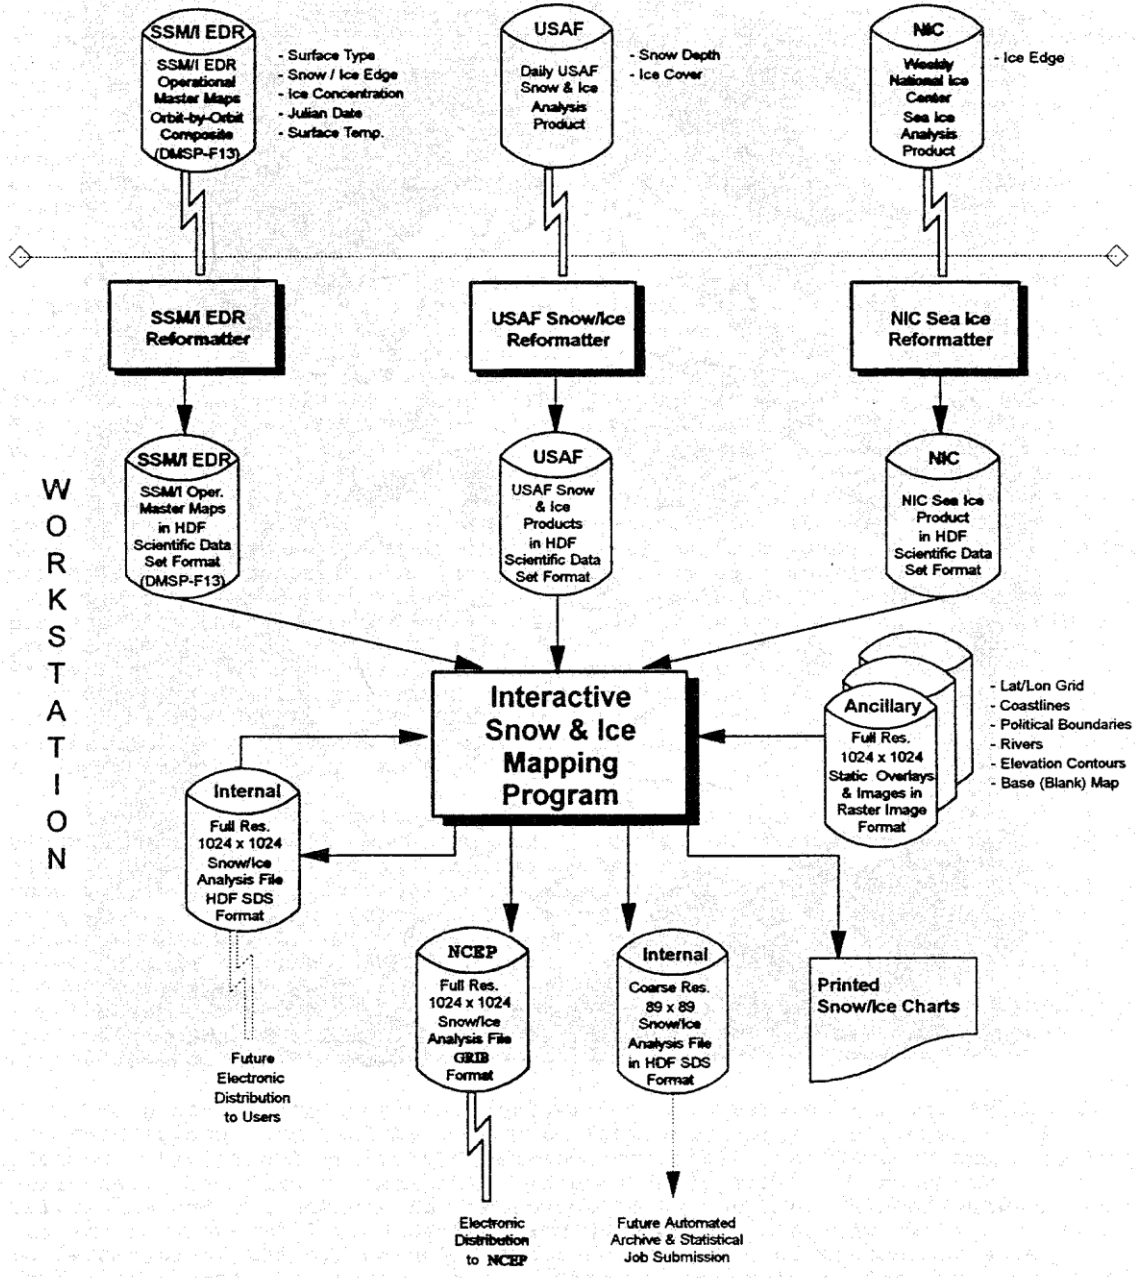 SSM/I EDR
SSM/I EDR
Operational
Master Maps
Orbit-by-Orbit
Composite
(DMSP-F13)
- Surface Type
- Snow / Ice Edge
- Ice Concentration
- Julian Date
- Surface Temp.
USAF
Daily USAF
Snow & Ice
Analysis
Product
- Snow Depth
- Ice Cover
NIC
Weekly
National Ice
Center
Sea Ice
Analysis
Product
- Ice Edge
SSM/I EDR
Reformatter
USAF Snow/Ice
Reformatter
NIC Sea Ice
Reformatter
WORKSTATION
SSM/I EDR
SSM/I Oper.
Master Maps
in HDF
Scientific Data
Set Format
(DMSP-F13)
USAF
USAF Snow
& Ice
Products
in HDF
Scientific Data
Set Format
NIC
NIC Sea Ice
Product
in HDF
Scientific Data
Set Format
Interactive
Snow & Ice
Mapping
Program
Ancillary
Full Res.
1024 x 1024
Static Overlays
& Images in
Raster Image
Format
- Lat/Lon Grid
- Coastlines
- Political Boundaries
- Rivers
- Elevation Contours
- Base (Blank) Map
Internal
Full Res.
1024 x 1024
Snow/Ice
Analysis File
HDF SDS
Format
Future
Electronic
Distribution
to Users
NCEP
Full Res.
1024 x 1024
Snow/Ice
Analysis File
GRIB
Format
Electronic
Distribution
to NCEP
Internal
Coarse Res.
89 x 89
Snow/Ice
Analysis File
in HDF SDS
Format
Future Automated
Archive & Statistical
Job Submission
Printed
Snow/Ice Charts